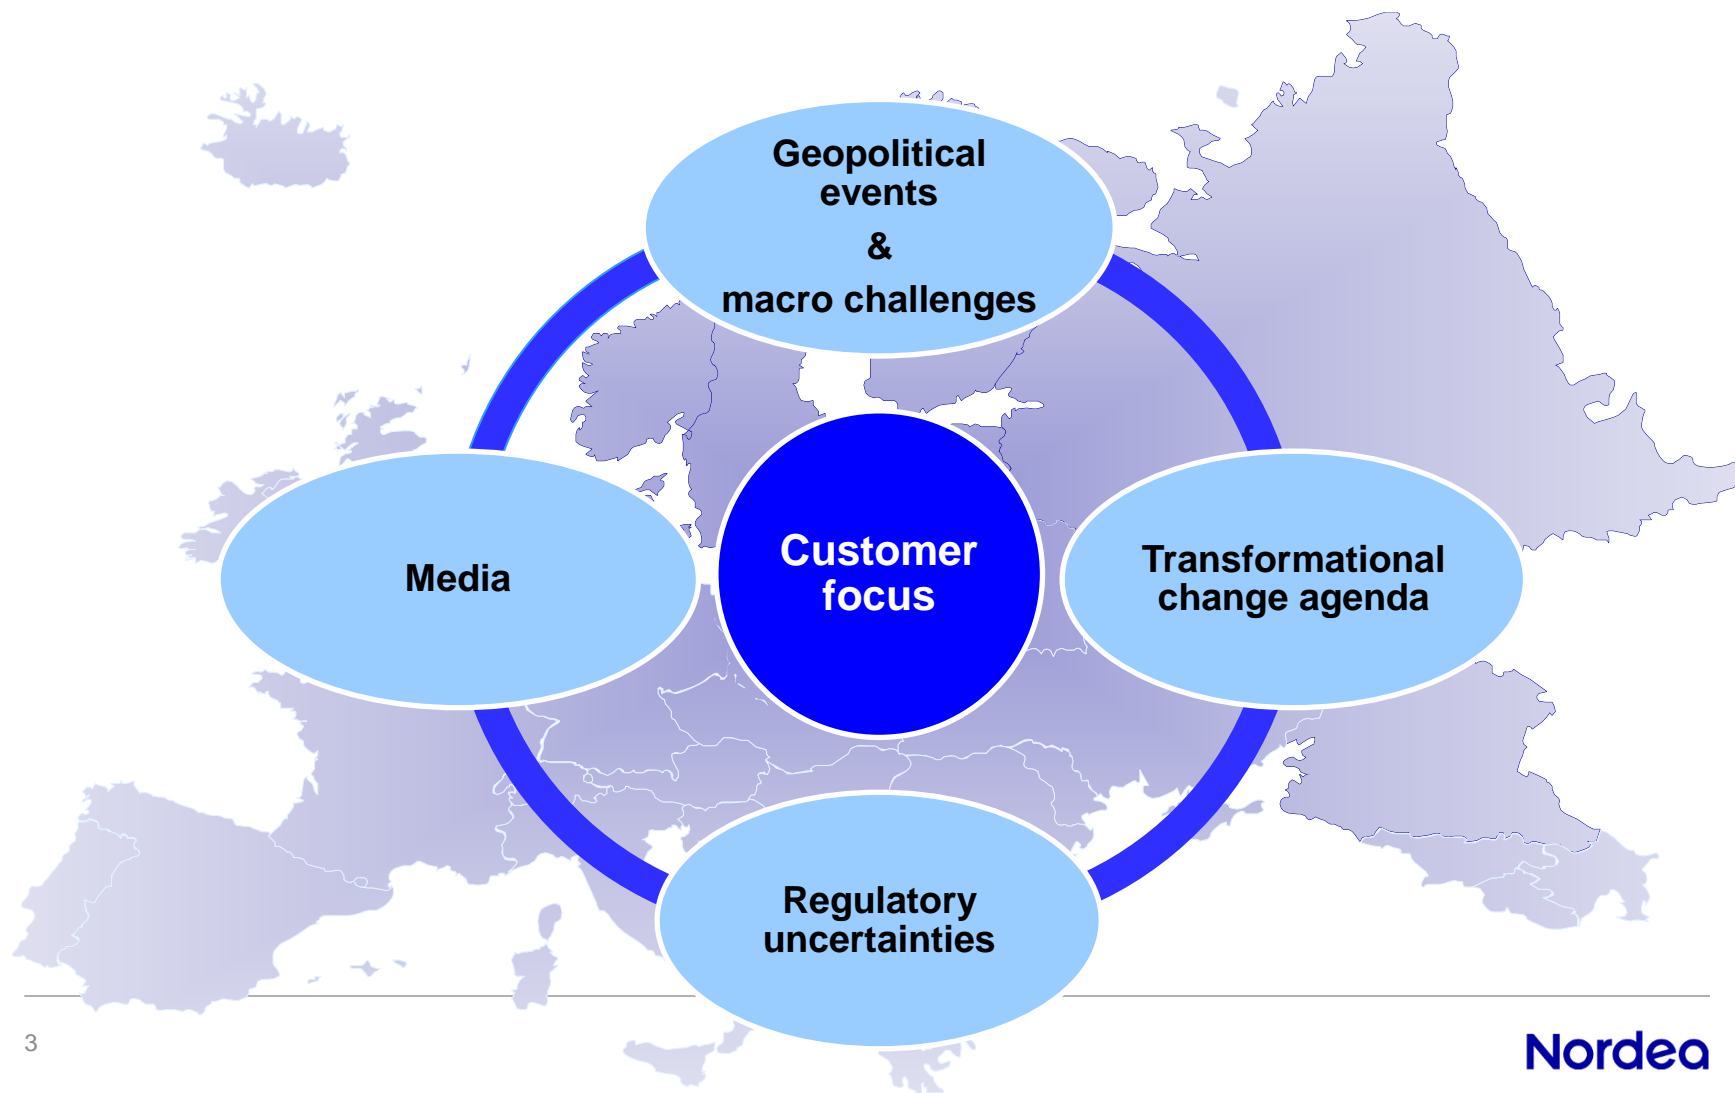 Geopolitical
events
&
macro challenges
Media
Customer
focus
Transformational
change agenda
Regulatory
uncertainties
3
Nordea